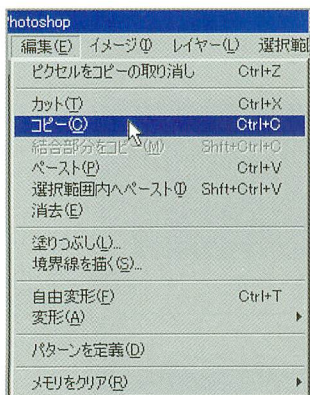 hotoshop
編集(E) イメージ(I) レイヤー(L) 選択範
ピクセルをコピーの取り消し Ctrl+Z
カット(T) Ctrl+X
コピー(C) Ctrl+C
結合部分をコピー(M) Shft+Ctrl+C
ペースト(P) Ctrl+V
選択範囲内へペースト(I) Shft+Ctrl+V
消去(E)
塗りつぶし(L)...
境界線を描く(S)...
自由変形(F) Ctrl+T
変形(A)
パターンを定義(D)
メモリをクリア(R)